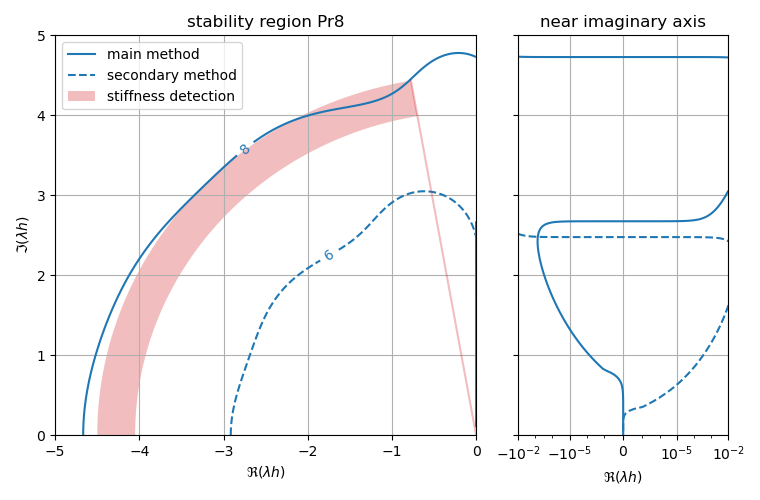 stability region Pr8
near imaginary axis
main method
secondary method
stiffness detection
8
6
ℑ(λh)
5
4
3
2
1
0
−5 −4 −3 −2 −1 0
ℜ(λh)
−10⁻² −10⁻⁵ 0 10⁻⁵ 10⁻²
ℜ(λh)